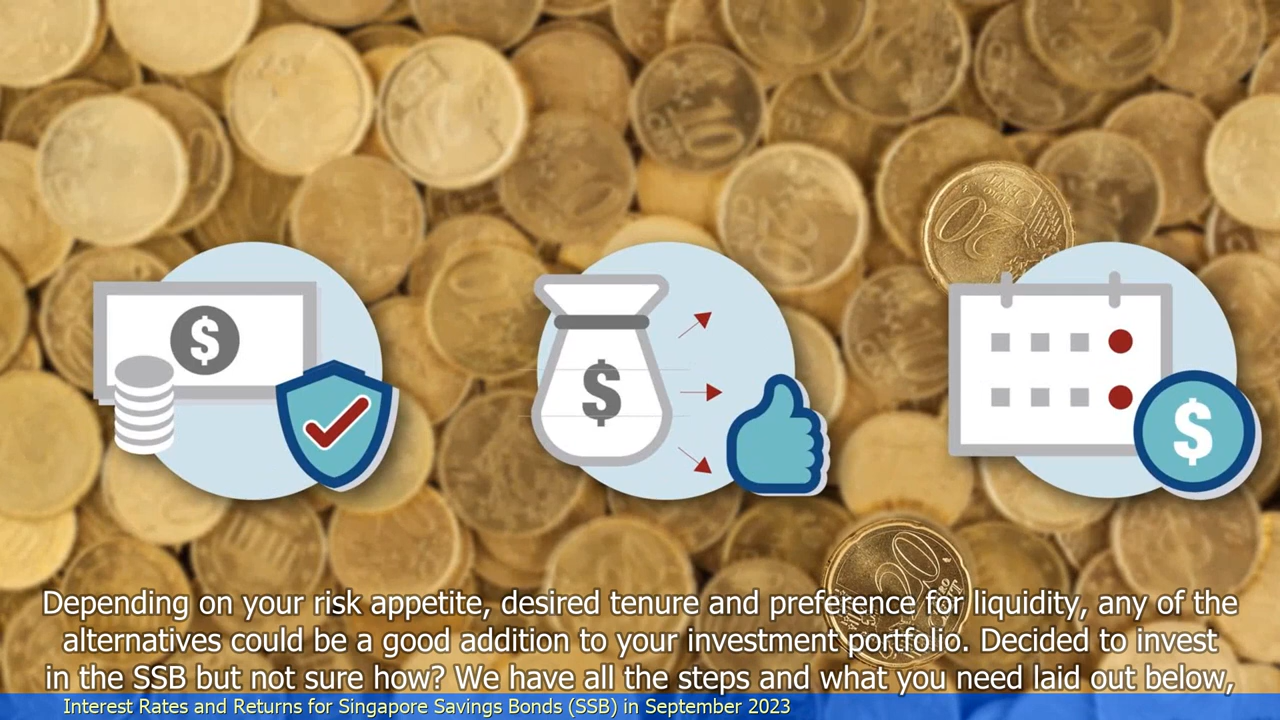 $
$
$
20
20
Depending on your risk appetite, desired tenure and preference for liquidity, any of the
alternatives could be a good addition to your investment portfolio. Decided to invest
in the SSB but not sure how? We have all the steps and what you need laid out below,
Interest Rates and Returns for Singapore Savings Bonds (SSB) in September 2023